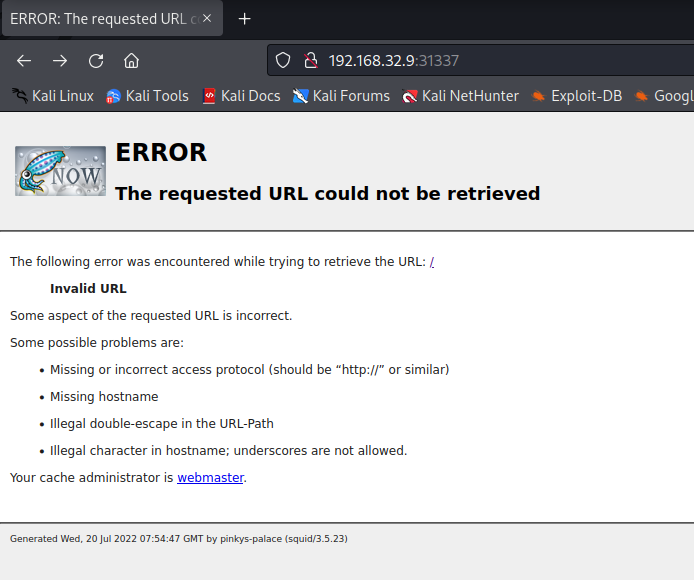 ERROR: The requested URL c
192.168.32.9:31337
Kali Linux Kali Tools Kali Docs Kali Forums Kali NetHunter Exploit-DB Googl
NOW
ERROR
The requested URL could not be retrieved
The following error was encountered while trying to retrieve the URL: /
Invalid URL
Some aspect of the requested URL is incorrect.
Some possible problems are:
• Missing or incorrect access protocol (should be “http://” or similar)
• Missing hostname
• Illegal double-escape in the URL-Path
• Illegal character in hostname; underscores are not allowed.
Your cache administrator is webmaster.
Generated Wed, 20 Jul 2022 07:54:47 GMT by pinkys-palace (squid/3.5.23)